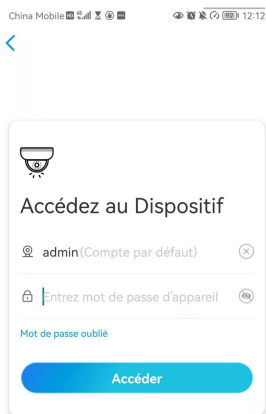 China Mobile HD 92 12:12
Accédez au Dispositif
admin(Compte par défaut)
Entrez mot de passe d'appareil
Mot de passe oublié
Accéder